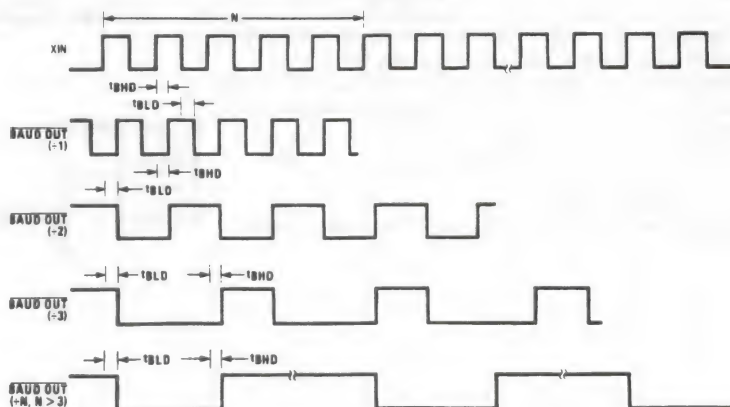 N
XIN
tBHD
tBLD
BAUD OUT
(÷1)
tBHD
tBLD
BAUD OUT
(÷2)
tBLD
tBHD
BAUD OUT
(÷3)
tBLD
tBHD
BAUD OUT
(÷N, N > 3)